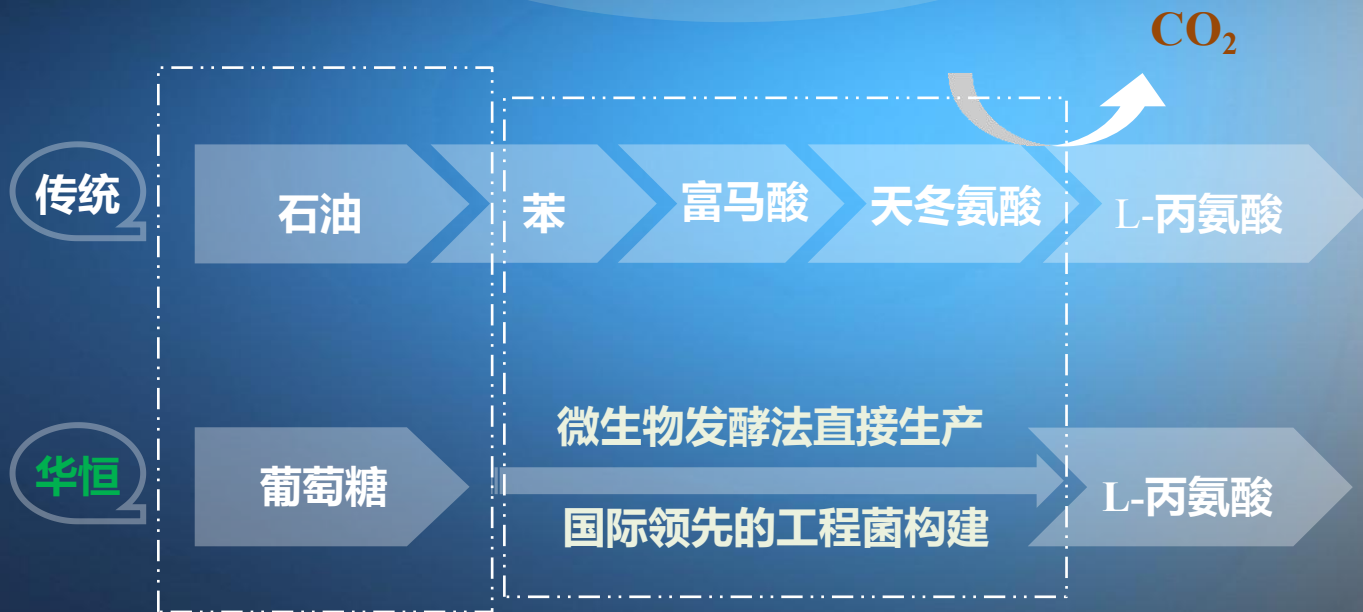 CO₂
传统
石油
苯
富马酸
天冬氨酸
L-丙氨酸
华恒
葡萄糖
微生物发酵法直接生产
国际领先的工程菌构建
L-丙氨酸